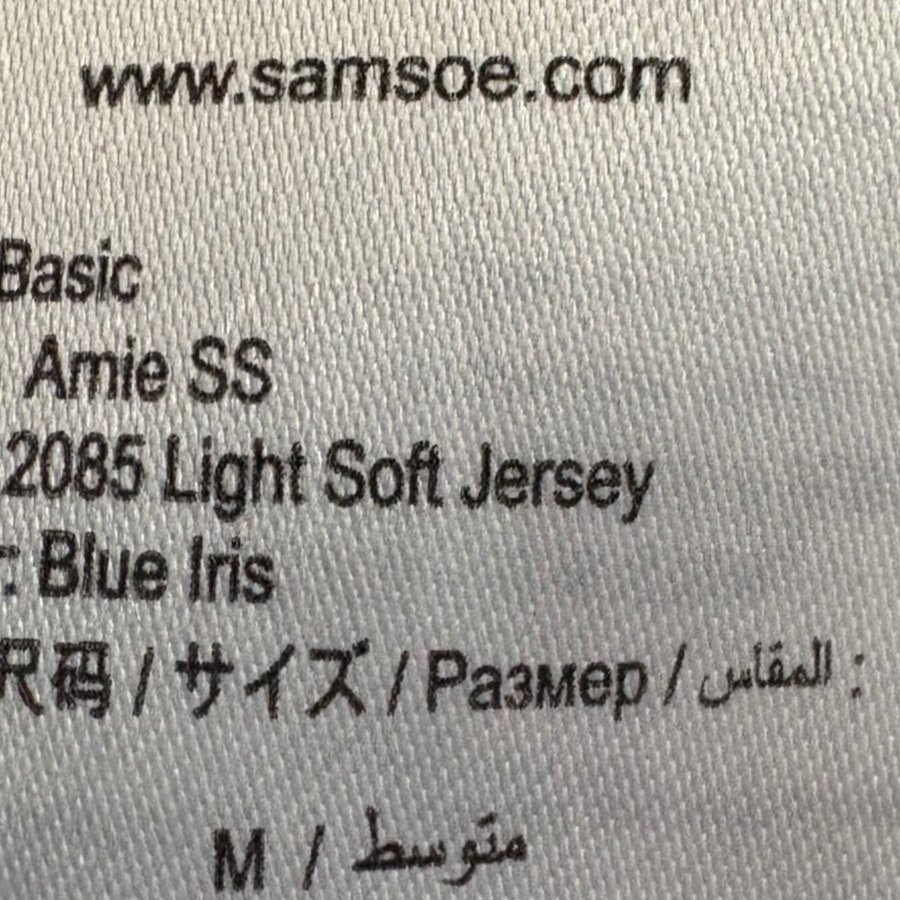 www.samsoe.com
Basic
Amie SS
2085 Light Soft Jersey
: Blue Iris
尺码 / サイズ / Размер / المقاس :
M / متوسط